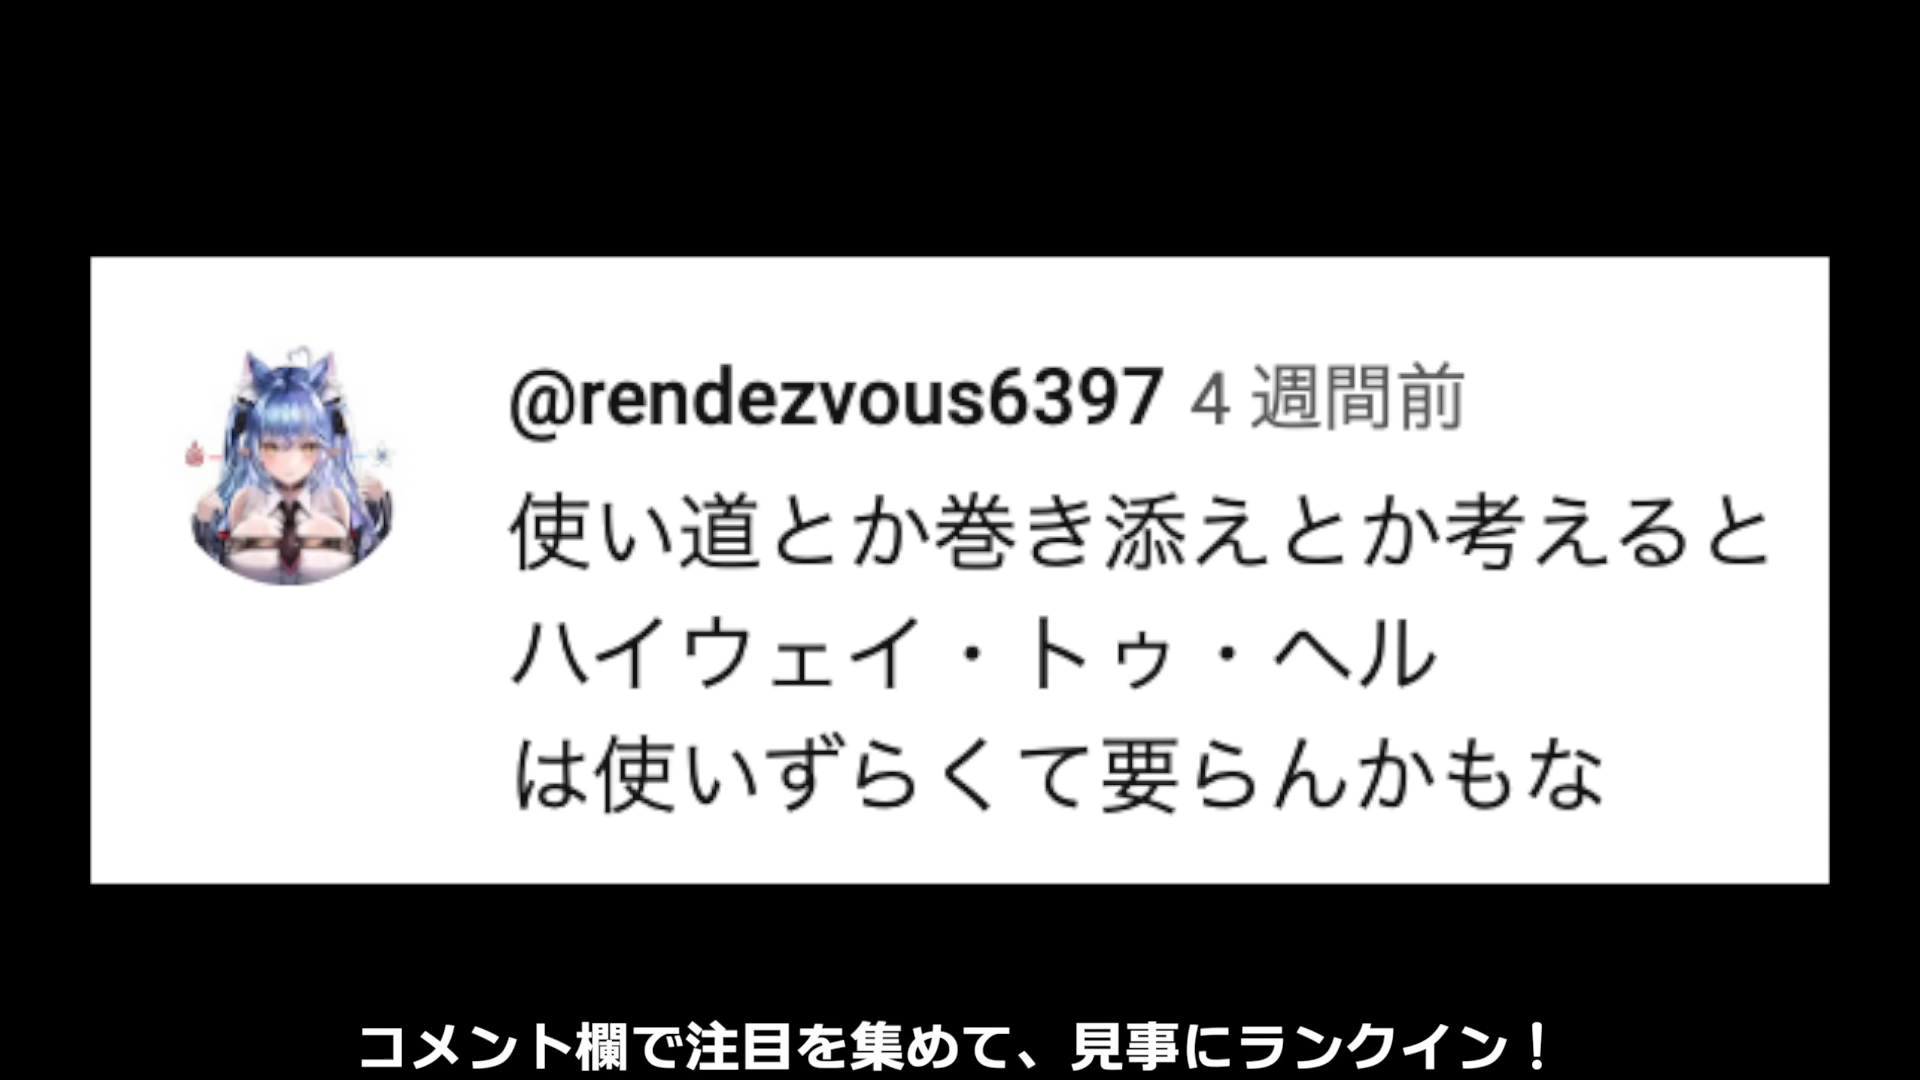 @rendezvous6397 4 週間前
使い道とか巻き添えとか考えると
ハイウェイ・トゥ・ヘル
は使いずらくて要らんかもな
コメント欄で注目を集めて、見事にランクイン！